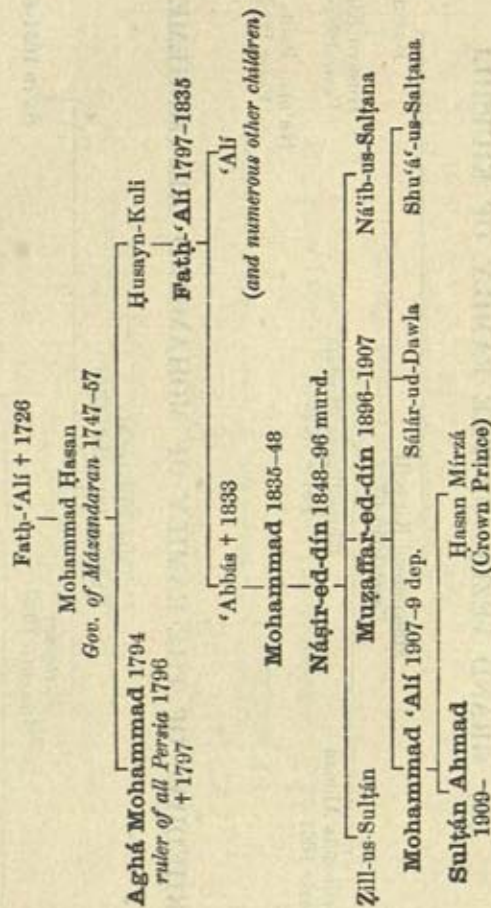 Fatḥ-‘Alí † 1726
Mohammad Ḥasan
Gov. of Mázandaran 1747–57
Aghá Mohammad 1794
ruler of all Persia 1796
† 1797
Ḥusayn-Kuli
Fatḥ-‘Alí 1797–1835
‘Abbás † 1833
‘Alí
(and numerous other children)
Mohammad 1835–48
Náṣir-ed-dín 1848–96 murd.
Ẓill-us-Sulṭán
Muẓaffar-ed-dín 1896–1907
Ná’ib-us-Salṭana
Mohammad ‘Alí 1907–9 dep.
Sálár-ud-Dawla
Shu‘á‘-us-Salṭana
Sulṭán Aḥmad
1909–
Ḥasan Mírzá
(Crown Prince)